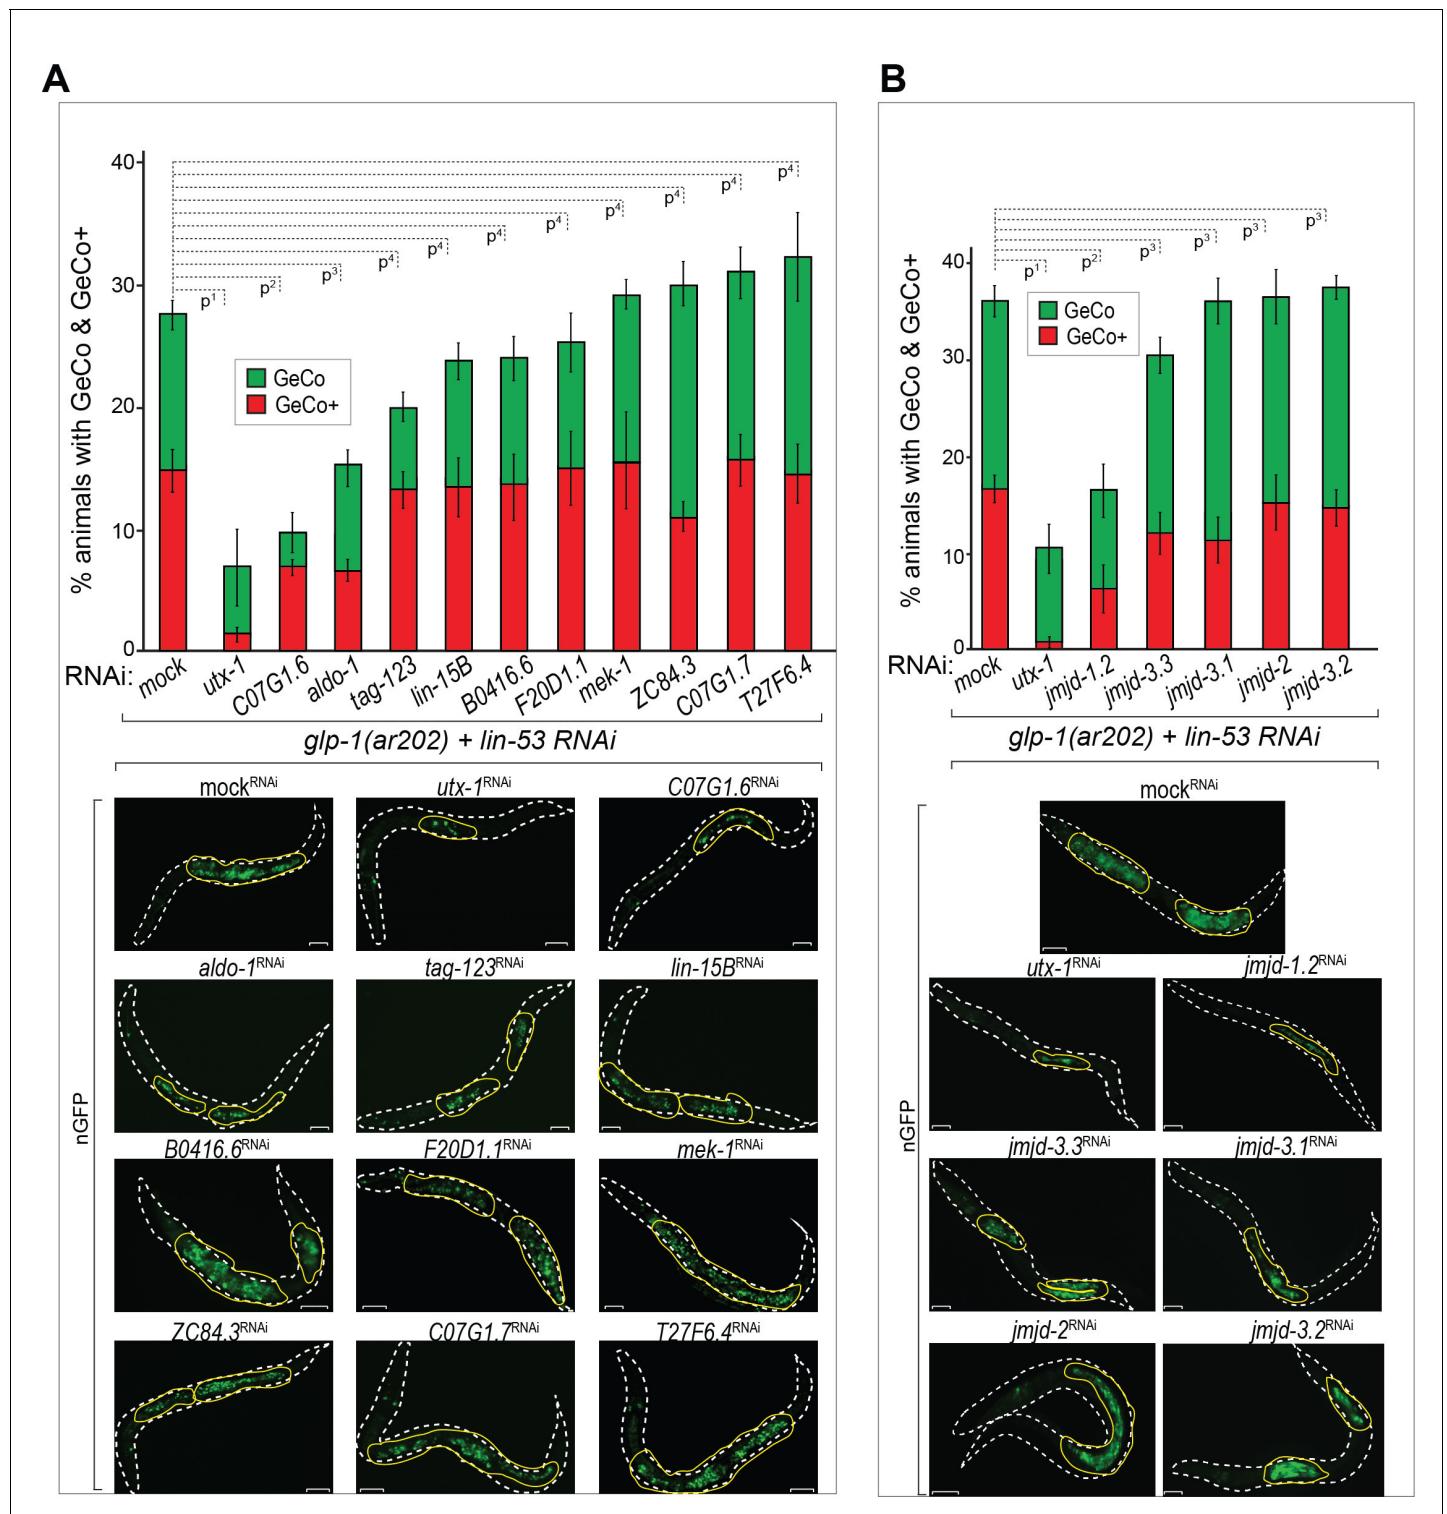 A
% animals with GeCo & GeCo+
40
30
20
10
0
p1
p2
p3
p4
p4
p4
p4
p4
p4
p4
p4
GeCo
GeCo+
RNAi:
mock
utx-1
C07G1.6
aldo-1
tag-123
lin-15B
B0416.6
F20D1.1
mek-1
ZC84.3
C07G1.7
T27F6.4
glp-1(ar202) + lin-53 RNAi
nGFP
mockRNAi
utx-1RNAi
C07G1.6RNAi
aldo-1RNAi
tag-123RNAi
lin-15BRNAi
B0416.6RNAi
F20D1.1RNAi
mek-1RNAi
ZC84.3RNAi
C07G1.7RNAi
T27F6.4RNAi
B
% animals with GeCo & GeCo+
40
30
20
10
0
p1
p2
p3
p3
p3
p3
GeCo
GeCo+
RNAi:
mock
utx-1
jmjd-1.2
jmjd-3.3
jmjd-3.1
jmjd-2
jmjd-3.2
glp-1(ar202) + lin-53 RNAi
nGFP
mockRNAi
utx-1RNAi
jmjd-1.2RNAi
jmjd-3.3RNAi
jmjd-3.1RNAi
jmjd-2RNAi
jmjd-3.2RNAi